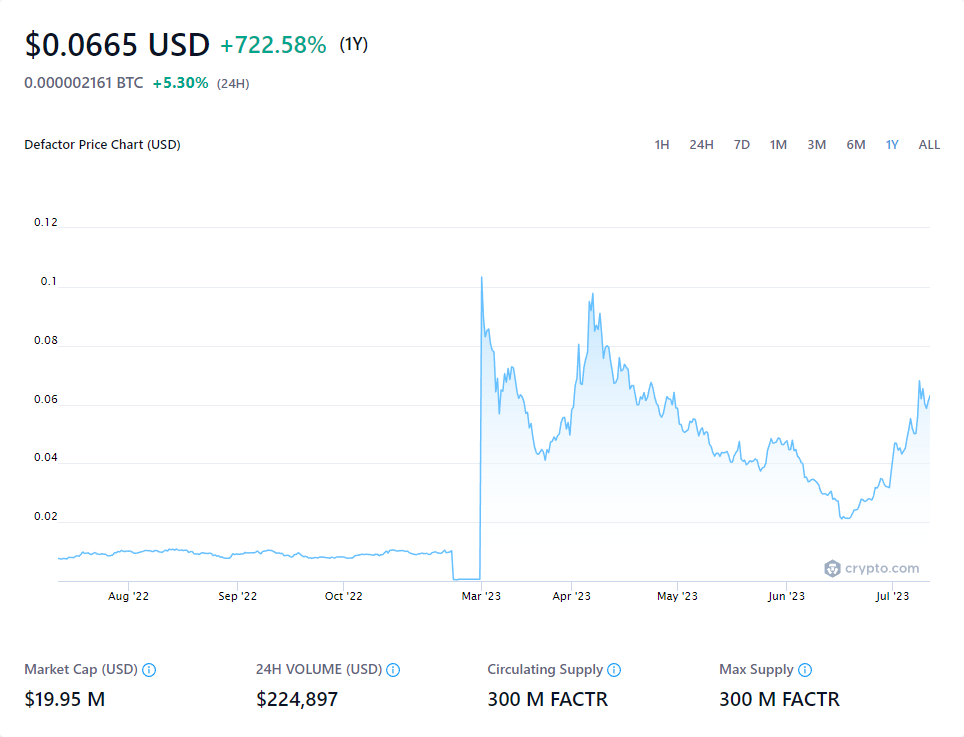 $0.0665 USD +722.58% (1Y)
0.000002161 BTC +5.30% (24H)
Defactor Price Chart (USD) 1H 24H 7D 1M 3M 6M 1Y ALL
0.12
0.1
0.08
0.06
0.04
0.02
crypto.com
Aug '22 Sep '22 Oct '22 Mar '23 Apr '23 May '23 Jun '23 Jul '23
Market Cap (USD) 24H VOLUME (USD) Circulating Supply Max Supply
$19.95 M $224,897 300 M FACTR 300 M FACTR